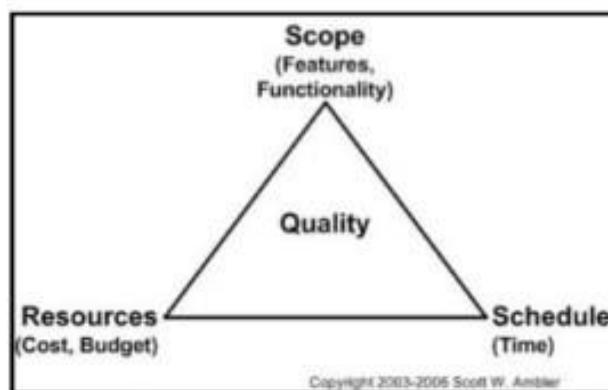 Scope
(Features,
Functionality)
Quality
Resources
(Cost, Budget)
Schedule
(Time)
Copyright 2003-2006 Scott W. Ambler